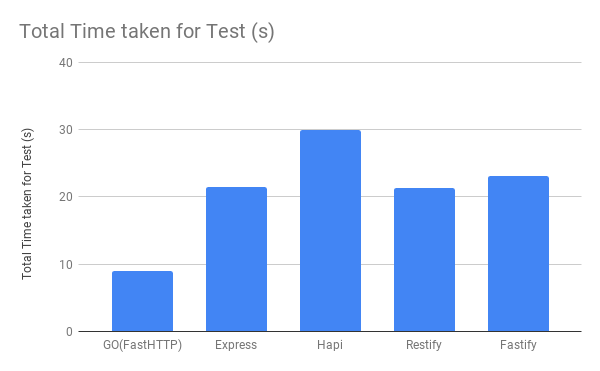 Total Time taken for Test (s)
Total Time taken for Test (s)
40
30
20
10
0
GO(FastHTTP)
Express
Hapi
Restify
Fastify